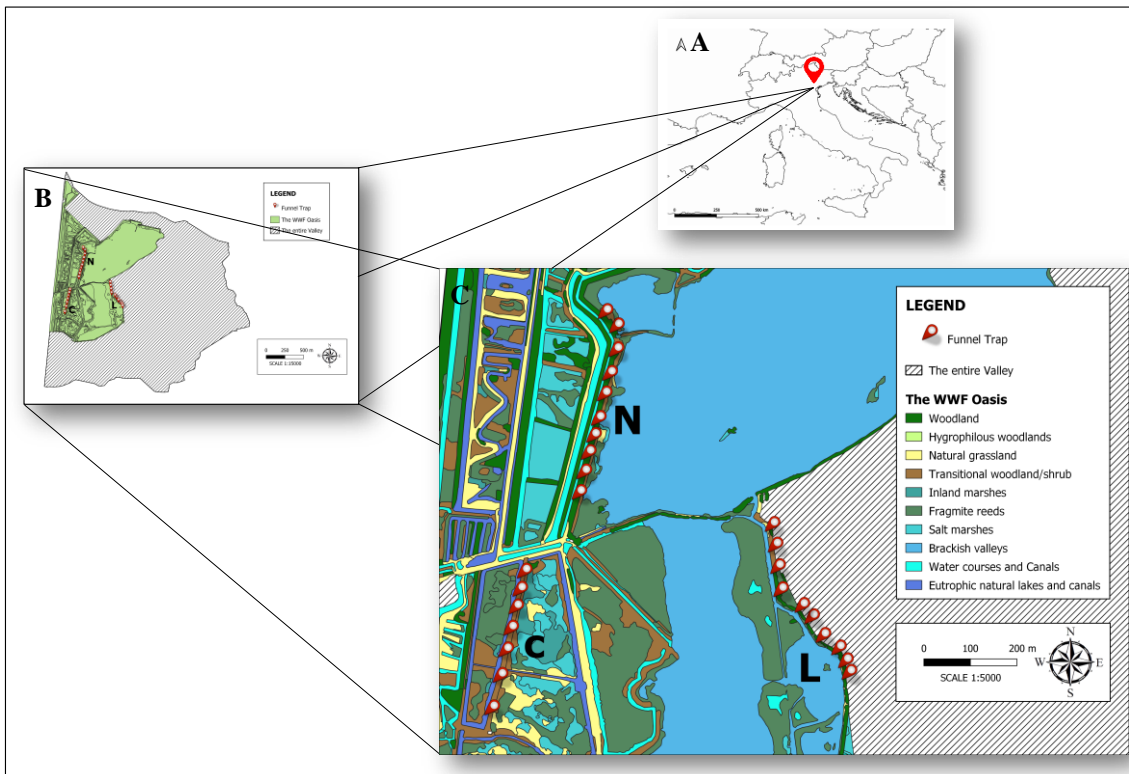 A
0 250 500 km
B
LEGEND
Funnel Trap
The WWF Oasis
The entire Valley
N
C
L
0 250 500 m
SCALE 1:15000
N
W E
S
C
N
C
L
LEGEND
Funnel Trap
The entire Valley
The WWF Oasis
Woodland
Hygrophilous woodlands
Natural grassland
Transitional woodland/shrub
Inland marshes
Fragmite reeds
Salt marshes
Brackish valleys
Water courses and Canals
Eutrophic natural lakes and canals
0 100 200 m
SCALE 1:5000
N
W E
S